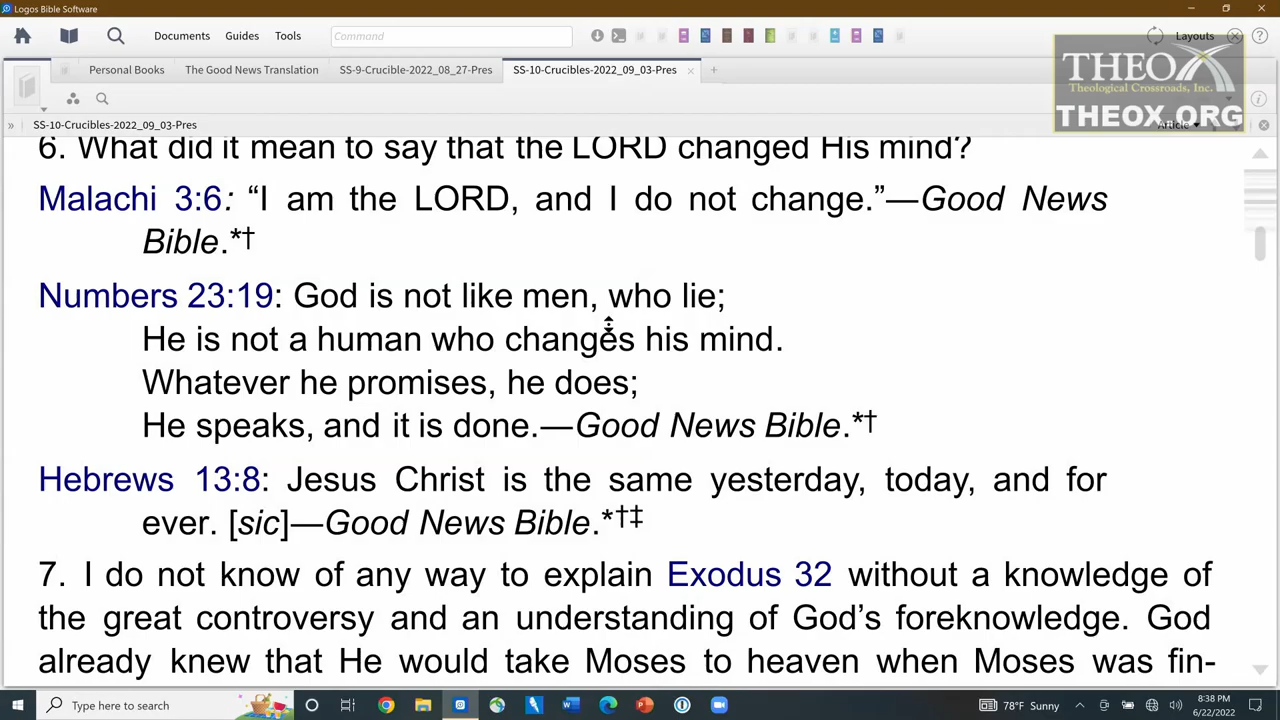 Logos Bible Software
Documents Guides Tools Command Layouts
THEOX
Theological Crossroads, Inc.
THEOX.ORG
Personal Books The Good News Translation SS-9-Crucible-2022_08_27-Pres SS-10-Crucibles-2022_09_03-Pres
SS-10-Crucibles-2022_09_03-Pres Article
6. What did it mean to say that the LORD changed His mind?
Malachi 3:6: “I am the LORD, and I do not change.”—Good News
Bible.*†
Numbers 23:19: God is not like men, who lie;
He is not a human who changes his mind.
Whatever he promises, he does;
He speaks, and it is done.—Good News Bible.*†
Hebrews 13:8: Jesus Christ is the same yesterday, today, and for
ever. [sic]—Good News Bible.*†‡
7. I do not know of any way to explain Exodus 32 without a knowledge of
the great controversy and an understanding of God’s foreknowledge. God
already knew that He would take Moses to heaven when Moses was fin-
Type here to search
78°F Sunny
8:38 PM
6/22/2022